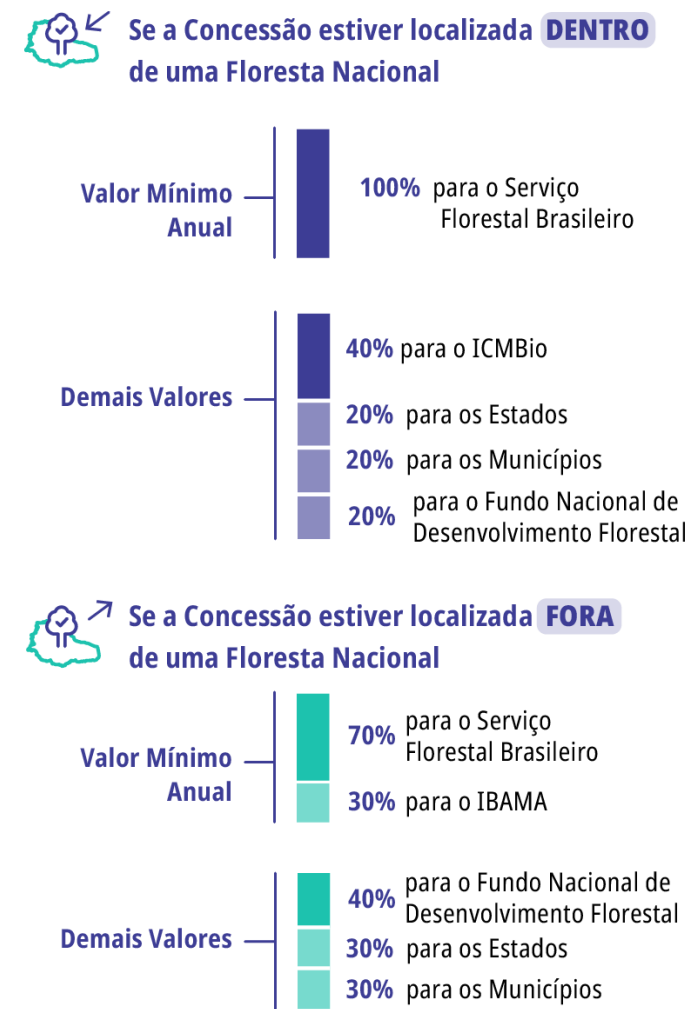 Se a Concessão estiver localizada DENTRO
de uma Floresta Nacional
Valor Mínimo
Anual
100% para o Serviço
Florestal Brasileiro
Demais Valores
40% para o ICMBio
20% para os Estados
20% para os Municípios
20% para o Fundo Nacional de
Desenvolvimento Florestal
Se a Concessão estiver localizada FORA
de uma Floresta Nacional
Valor Mínimo
Anual
70% para o Serviço
Florestal Brasileiro
30% para o IBAMA
Demais Valores
40% para o Fundo Nacional de
Desenvolvimento Florestal
30% para os Estados
30% para os Municípios